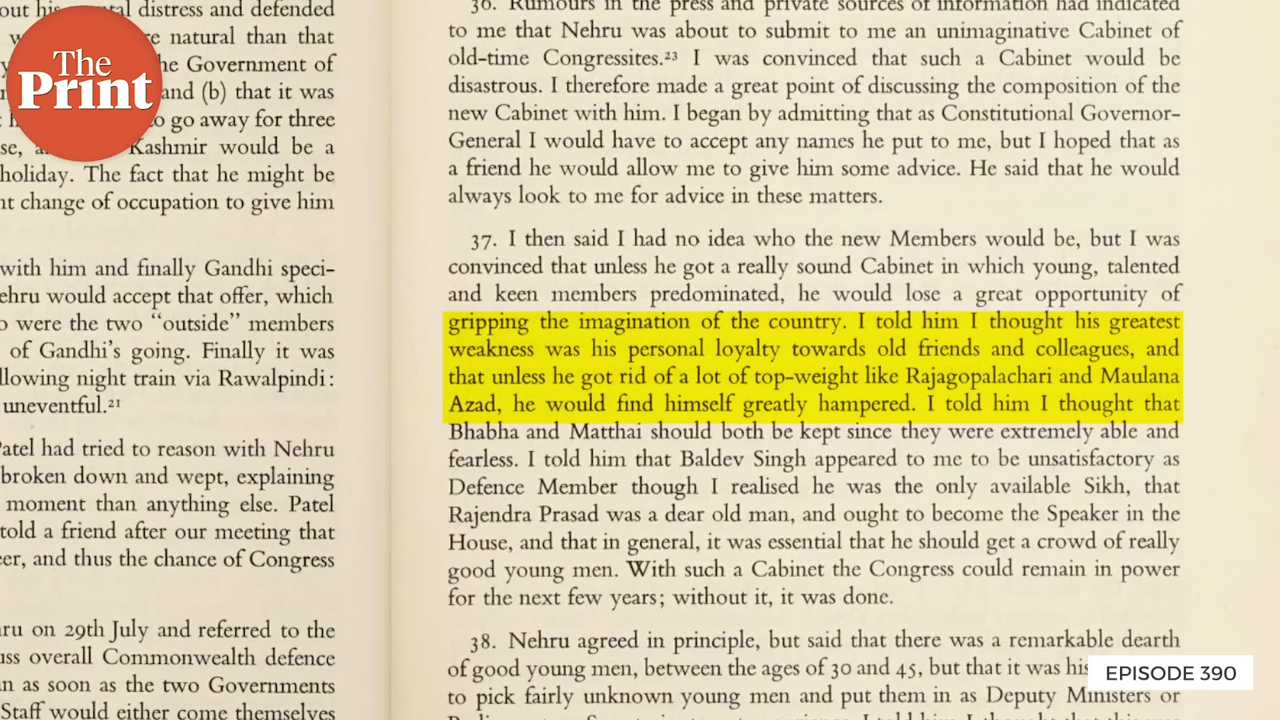 The
Print
out his
distress and defended
natural than that
the Government of
and (b) that it was
to go away for three
Kashmir would be a
holiday. The fact that he might be
change of occupation to give him
with him and finally Gandhi speci-
ehru would accept that offer, which
o were the two “outside” members
of Gandhi’s going. Finally it was
llowing night train via Rawalpindi:
uneventful.²¹
Patel had tried to reason with Nehru
broken down and wept, explaining
moment than anything else. Patel
told a friend after our meeting that
eer, and thus the chance of Congress
ru on 29th July and referred to the
uss overall Commonwealth defence
n as soon as the two Governments
Staff would either come themselves
36. Rumours in the press and private sources of information had indicated
to me that Nehru was about to submit to me an unimaginative Cabinet of
old-time Congressites.²³ I was convinced that such a Cabinet would be
disastrous. I therefore made a great point of discussing the composition of the
new Cabinet with him. I began by admitting that as Constitutional Governor-
General I would have to accept any names he put to me, but I hoped that as
a friend he would allow me to give him some advice. He said that he would
always look to me for advice in these matters.
37. I then said I had no idea who the new Members would be, but I was
convinced that unless he got a really sound Cabinet in which young, talented
and keen members predominated, he would lose a great opportunity of
gripping the imagination of the country. I told him I thought his greatest
weakness was his personal loyalty towards old friends and colleagues, and
that unless he got rid of a lot of top-weight like Rajagopalachari and Maulana
Azad, he would find himself greatly hampered. I told him I thought that
Bhabha and Matthai should both be kept since they were extremely able and
fearless. I told him that Baldev Singh appeared to me to be unsatisfactory as
Defence Member though I realised he was the only available Sikh, that
Rajendra Prasad was a dear old man, and ought to become the Speaker in the
House, and that in general, it was essential that he should get a crowd of really
good young men. With such a Cabinet the Congress could remain in power
for the next few years; without it, it was done.
38. Nehru agreed in principle, but said that there was a remarkable dearth
of good young men, between the ages of 30 and 45, but that it was his
to pick fairly unknown young men and put them in as Deputy Ministers or
EPISODE 390